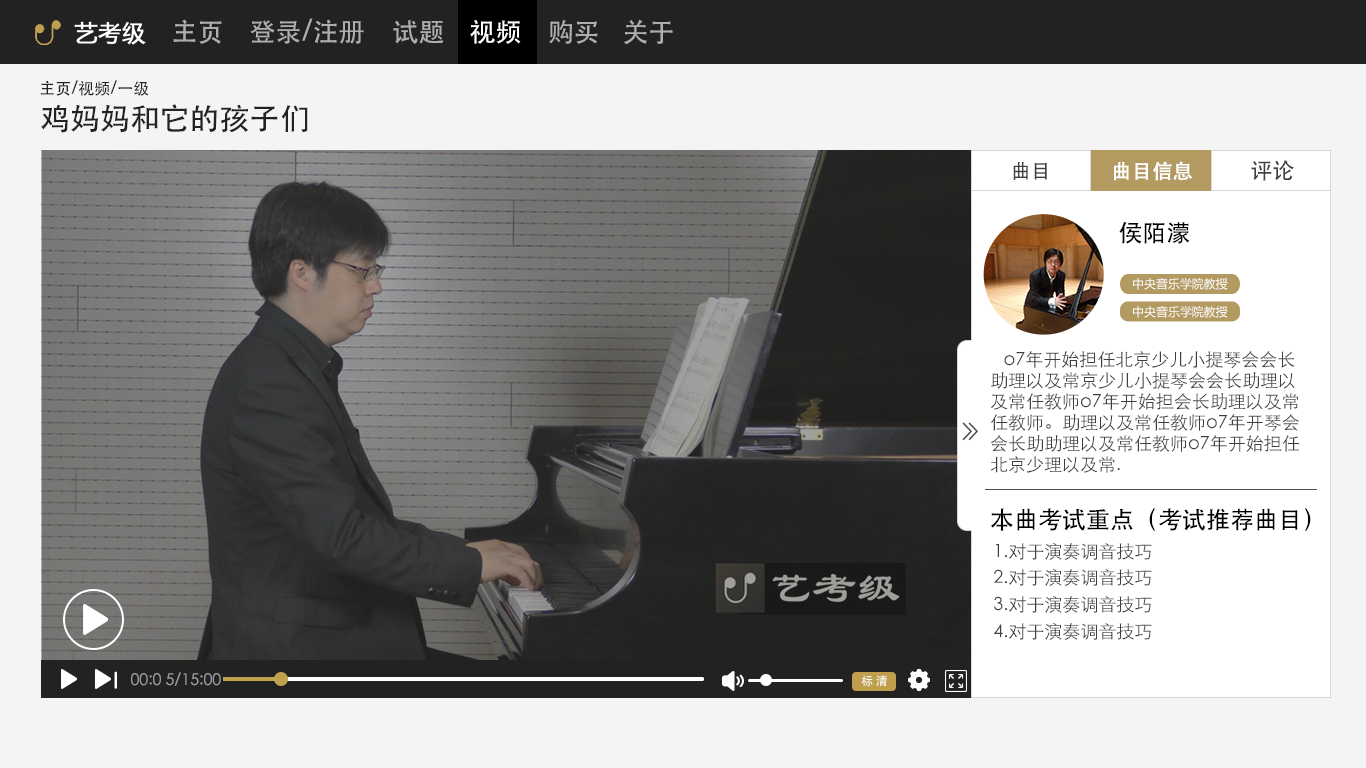 艺考级 主页 登录/注册 试题 视频 购买 关于
主页/视频/一级
鸡妈妈和它的孩子们
曲目 曲目信息 评论
侯陌濛
中央音乐学院教授
中央音乐学院教授
o7年开始担任北京少儿小提琴会会长
助理以及常京少儿小提琴会会长助理以
及常任教师o7年开始担会长助理以及常
任教师。助理以及常任教师o7年开琴会
会长助助理以及常任教师o7年开始担任
北京少理以及常.
本曲考试重点（考试推荐曲目）
1.对于演奏调音技巧
2.对于演奏调音技巧
3.对于演奏调音技巧
4.对于演奏调音技巧
艺考级
00:0 5/15:00
标清